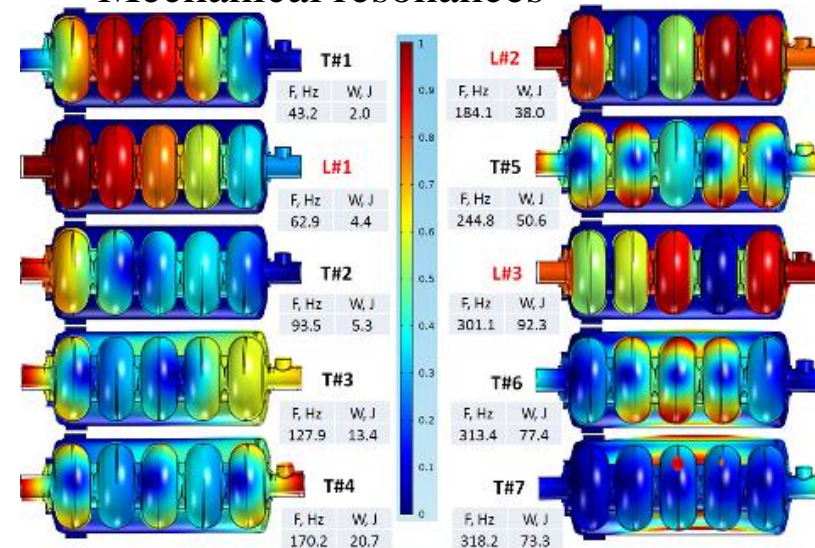 Mechanical resonances
T#1
F, Hz W, J
43.2 2.0
L#1
F, Hz W, J
62.9 4.4
T#2
F, Hz W, J
93.5 5.3
T#3
F, Hz W, J
127.9 13.4
T#4
F, Hz W, J
170.2 20.7
1
0.9
0.8
0.7
0.6
0.5
0.4
0.3
0.2
0.1
0
L#2
F, Hz W, J
184.1 38.0
T#5
F, Hz W, J
244.8 50.6
L#3
F, Hz W, J
301.1 92.3
T#6
F, Hz W, J
313.4 77.4
T#7
F, Hz W, J
318.2 73.3